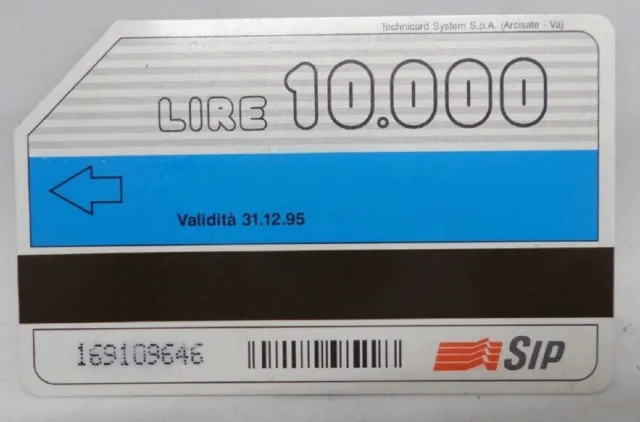 Technicard System S.p.A. (Arcisate - Va)
LIRE 10.000
Validità 31.12.95
169109646
SIP